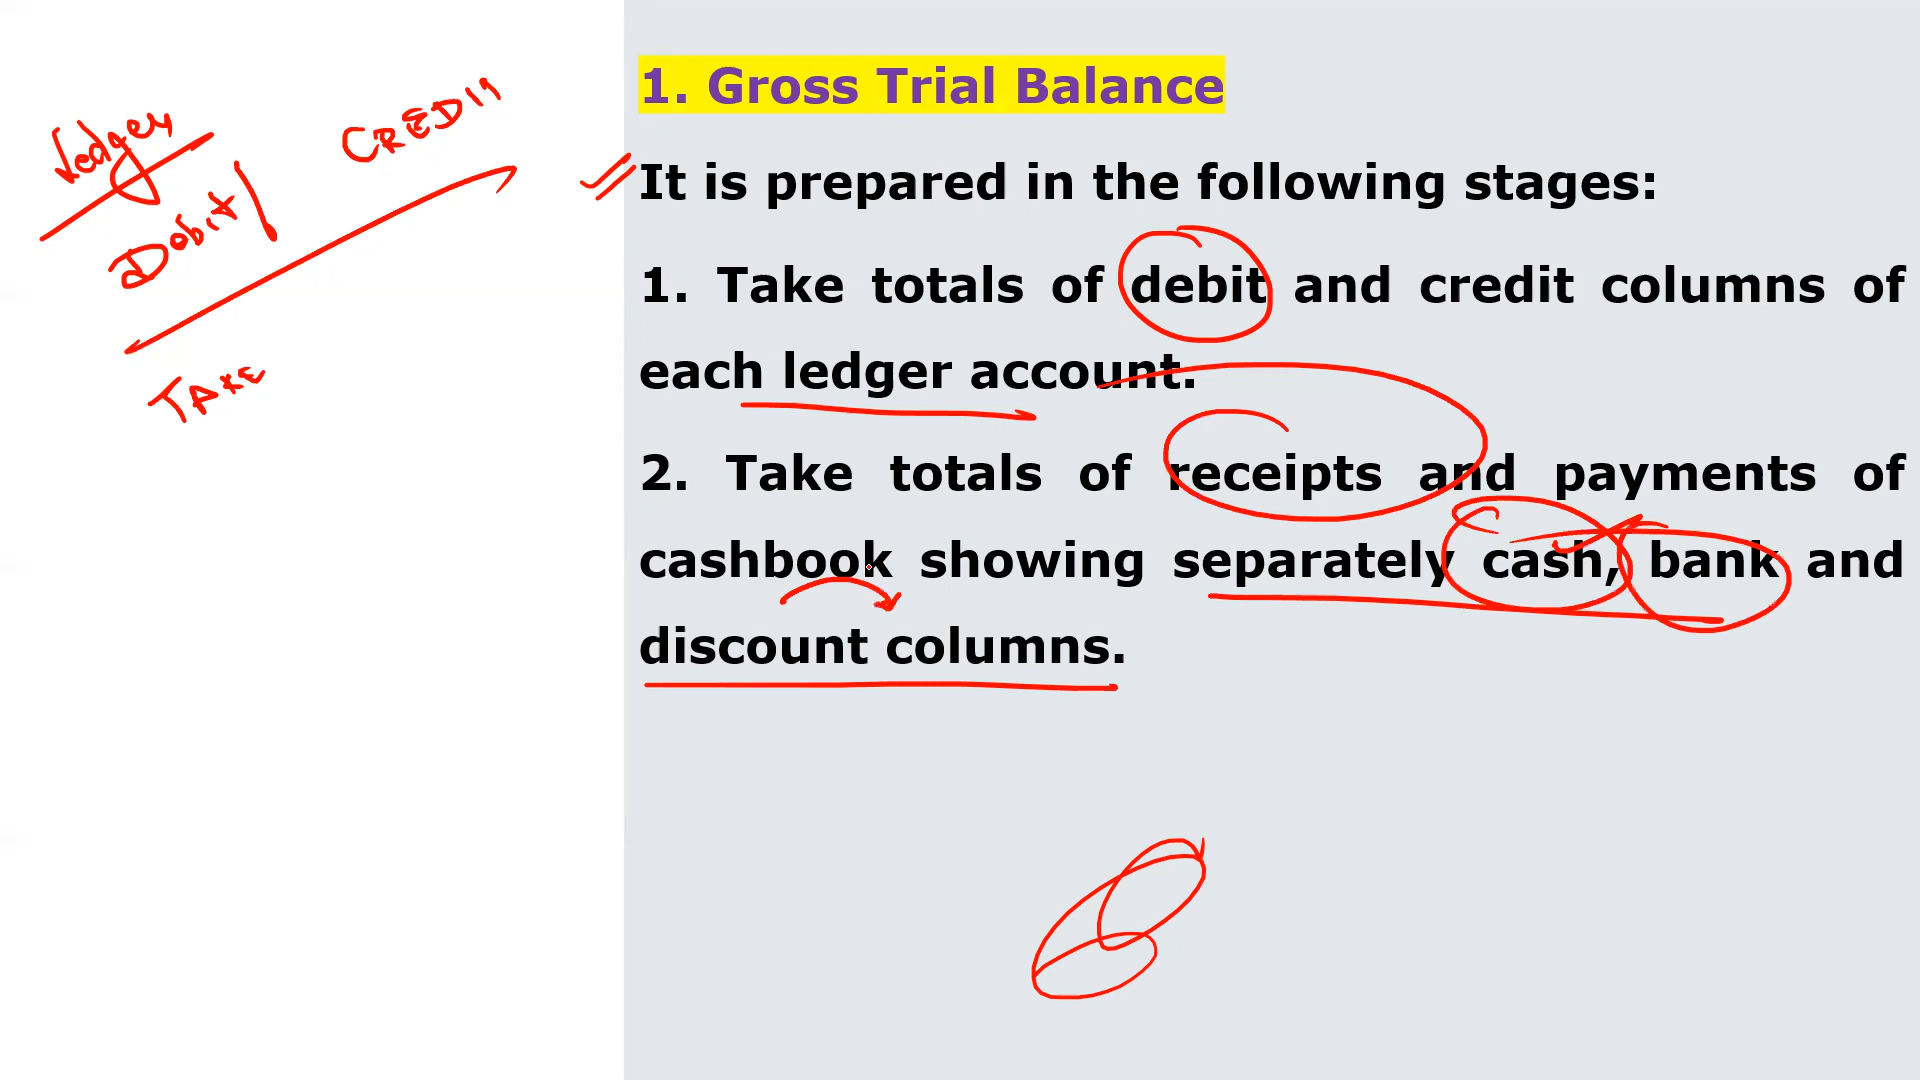 Ledger
Debit
CREDIT
TAKE
1. Gross Trial Balance
It is prepared in the following stages:
1. Take totals of debit and credit columns of
each ledger account.
2. Take totals of receipts and payments of
cashbook showing separately cash, bank and
discount columns.